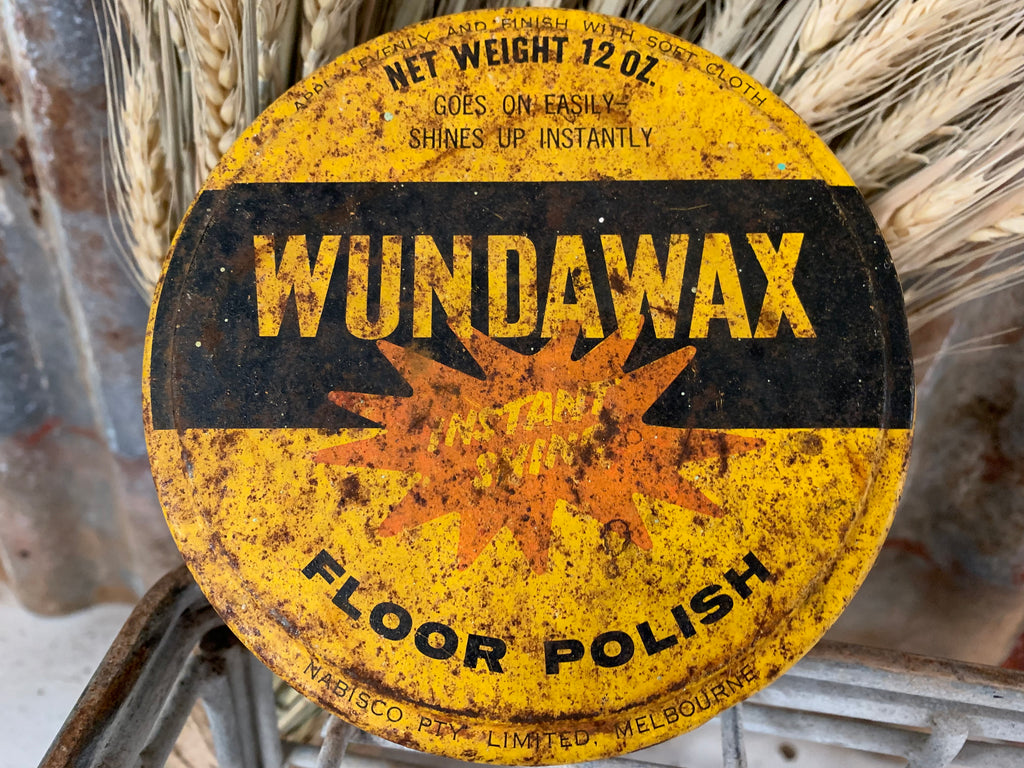 APPLY EVENLY AND FINISH WITH SOFT CLOTH
NET WEIGHT 12 OZ.
GOES ON EASILY-
SHINES UP INSTANTLY
WUNDAWAX
INSTANT
SHINE
FLOOR POLISH
NABISCO PTY LIMITED, MELBOURNE